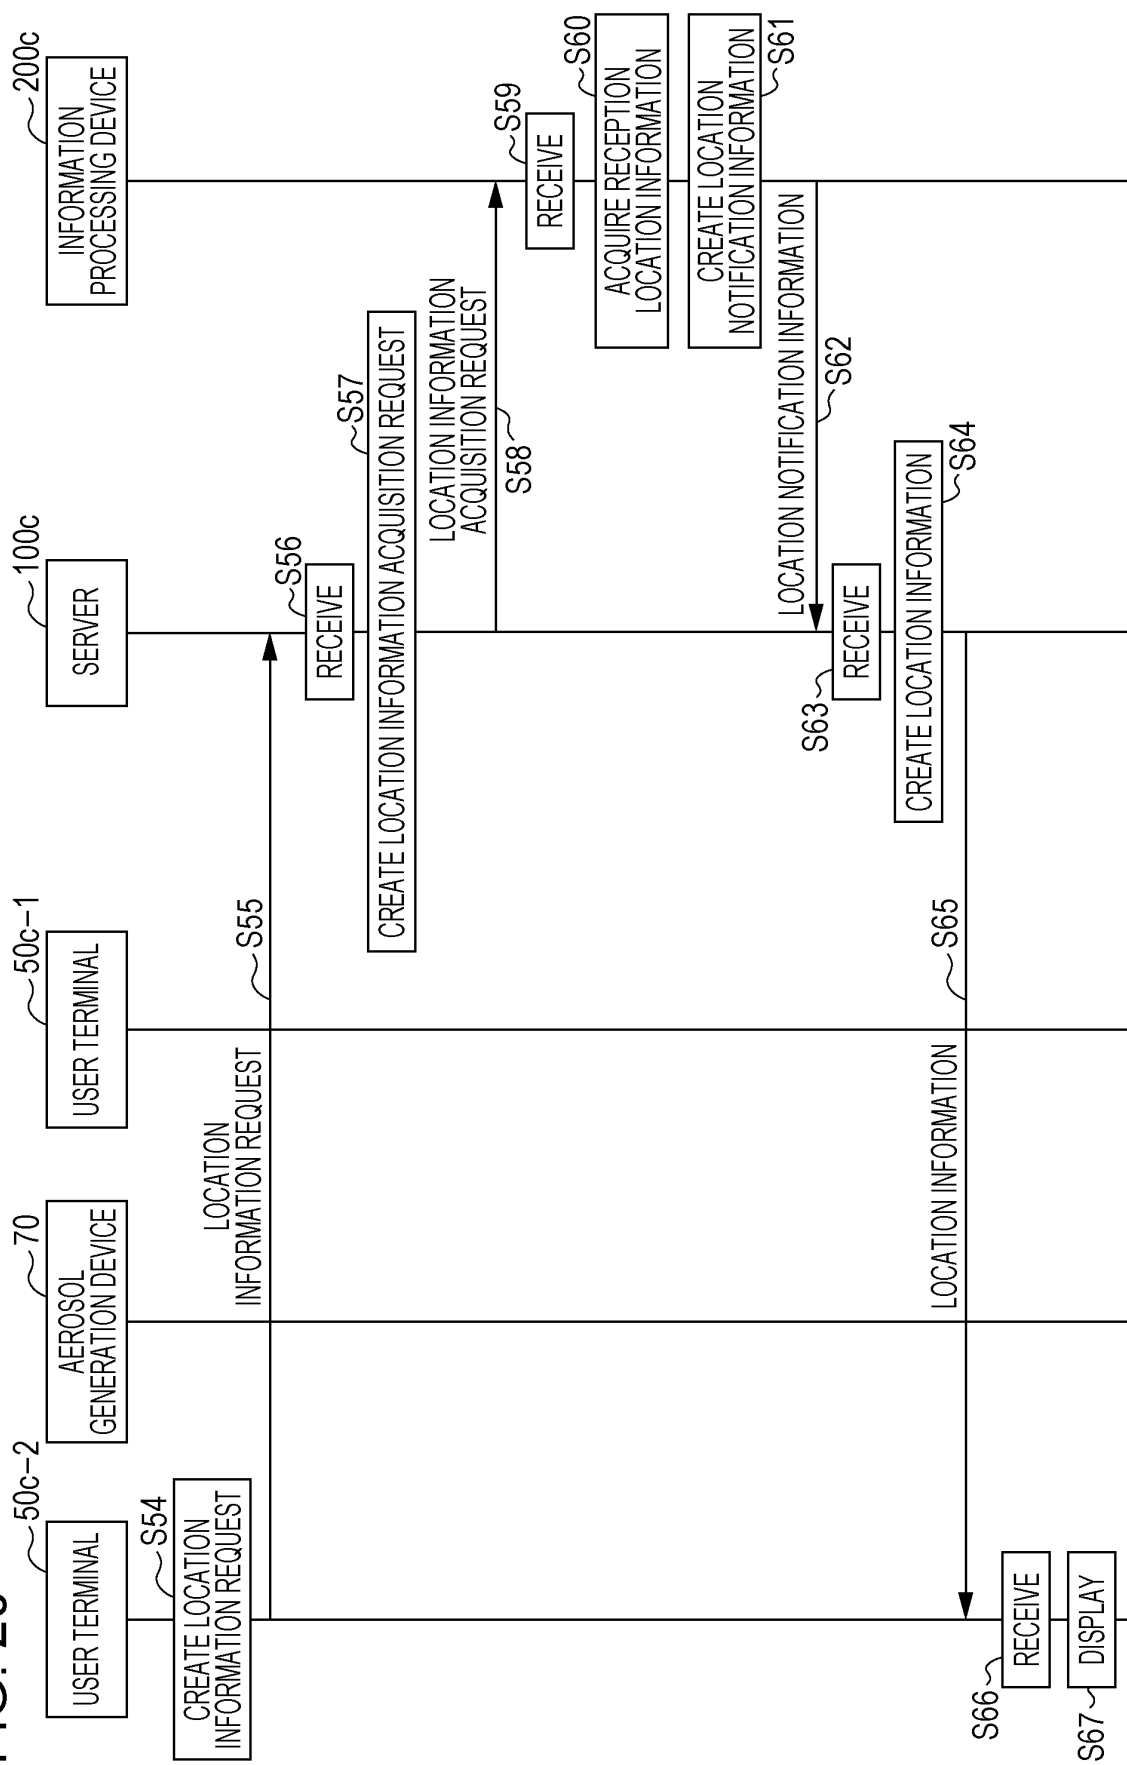 50c-2
USER TERMINAL
70
AEROSOL
GENERATION DEVICE
50c-1
USER TERMINAL
100c
SERVER
200c
INFORMATION
PROCESSING DEVICE
S54
CREATE LOCATION
INFORMATION REQUEST
LOCATION
INFORMATION REQUEST
S55
S56
RECEIVE
S57
CREATE LOCATION INFORMATION ACQUISITION REQUEST
LOCATION INFORMATION
ACQUISITION REQUEST
S58
S59
RECEIVE
S60
ACQUIRE RECEPTION
LOCATION INFORMATION
CREATE LOCATION
NOTIFICATION INFORMATION
S61
LOCATION NOTIFICATION INFORMATION
S62
S63
RECEIVE
CREATE LOCATION INFORMATION
S64
LOCATION INFORMATION
S65
S66
RECEIVE
S67
DISPLAY